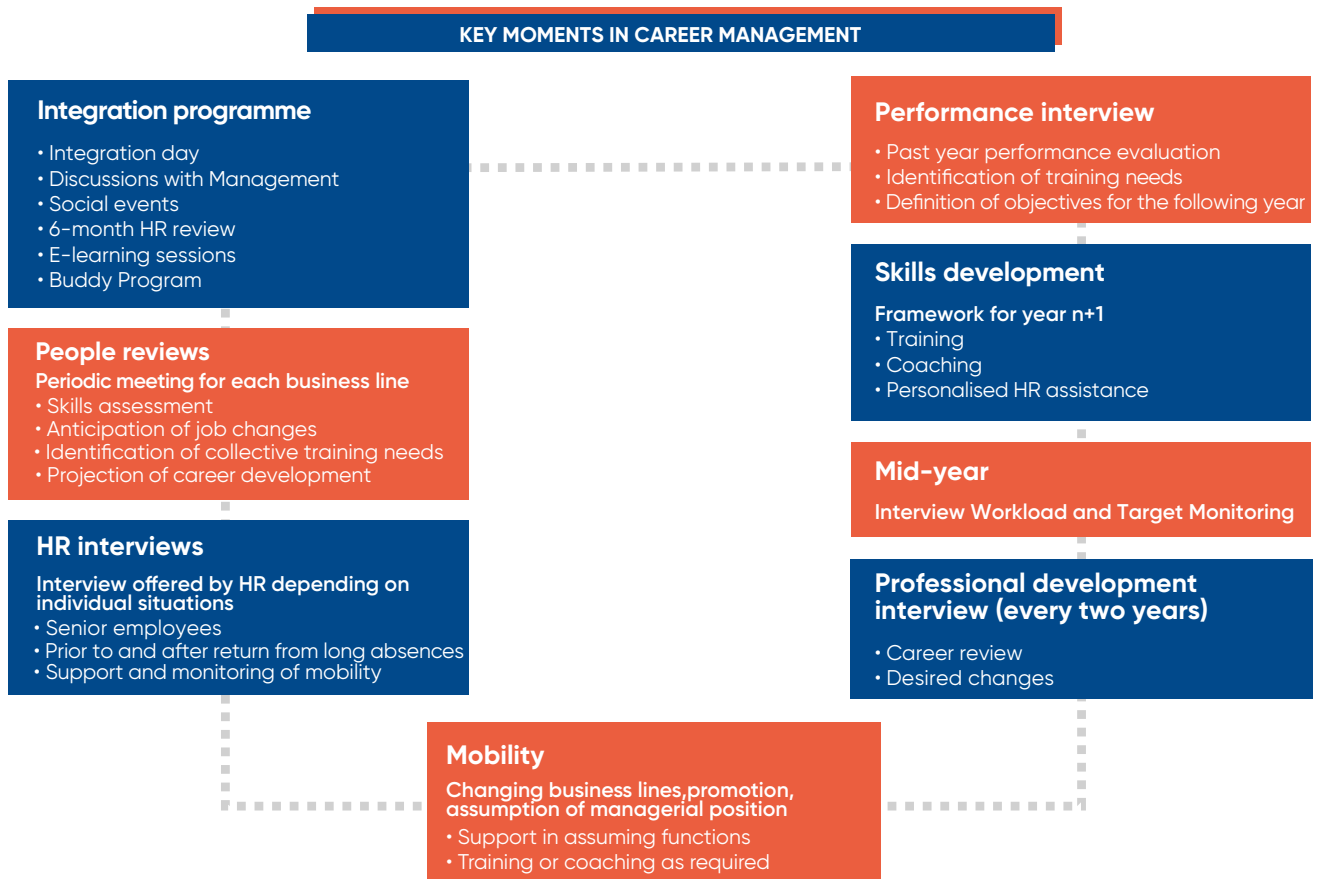 KEY MOMENTS IN CAREER MANAGEMENT
Integration programme
• Integration day
• Discussions with Management
• Social events
• 6-month HR review
• E-learning sessions
• Buddy Program
People reviews
Periodic meeting for each business line
• Skills assessment
• Anticipation of job changes
• Identification of collective training needs
• Projection of career development
HR interviews
Interview offered by HR depending on
individual situations
• Senior employees
• Prior to and after return from long absences
• Support and monitoring of mobility
Performance interview
• Past year performance evaluation
• Identification of training needs
• Definition of objectives for the following year
Skills development
Framework for year n+1
• Training
• Coaching
• Personalised HR assistance
Mid-year
Interview Workload and Target Monitoring
Professional development
interview (every two years)
• Career review
• Desired changes
Mobility
Changing business lines,promotion,
assumption of managerial position
• Support in assuming functions
• Training or coaching as required